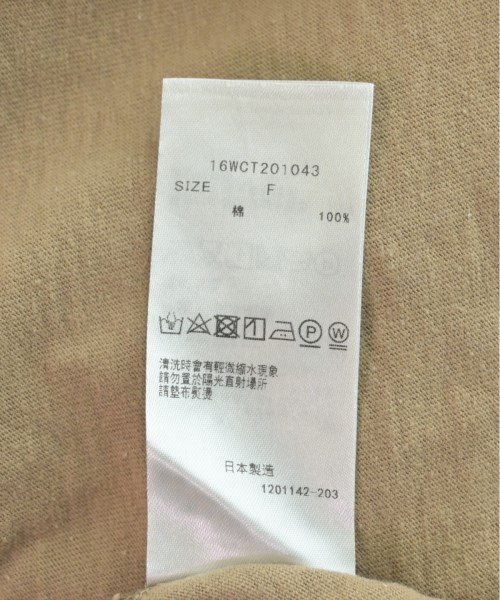 16WCT201043
SIZE F
棉 100%
P W
清洗時會有輕微縮水現象
請勿置於陽光直射場所
請墊布熨燙
日本製造
1201142-203